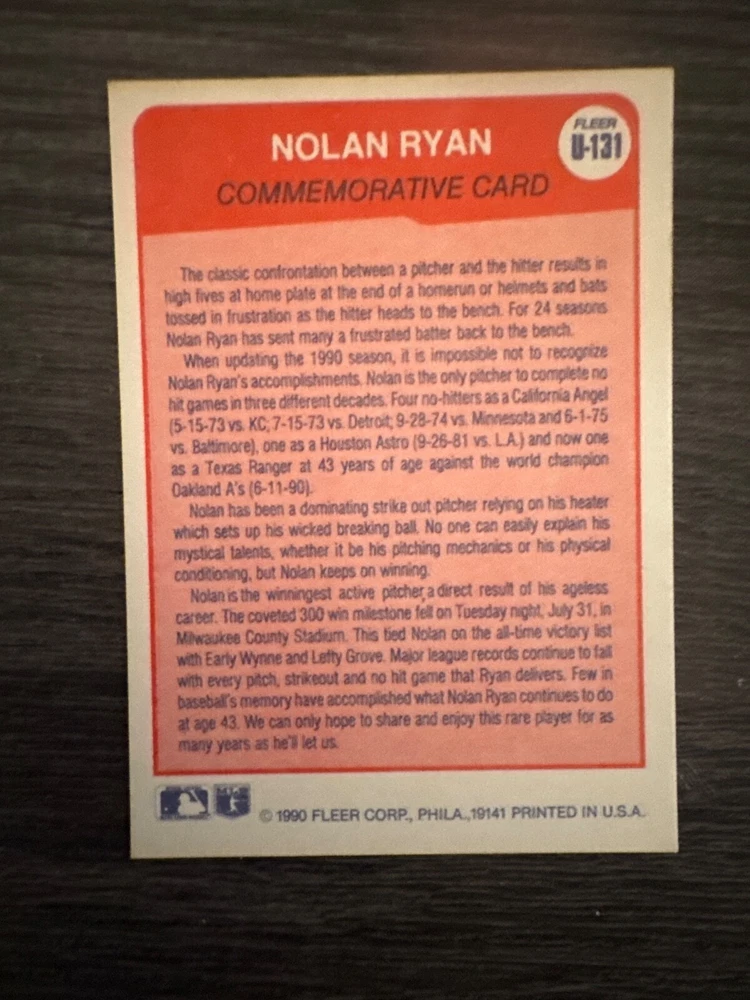 NOLAN RYAN
FLEER
U-131
COMMEMORATIVE CARD
The classic confrontation between a pitcher and the hitter results in
high fives at home plate at the end of a homerun or helmets and bats
tossed in frustration as the hitter heads to the bench. For 24 seasons
Nolan Ryan has sent many a frustrated batter back to the bench.
When updating the 1990 season, it is impossible not to recognize
Nolan Ryan's accomplishments. Nolan is the only pitcher to complete no
hit games in three different decades. Four no-hitters as a California Angel
(5-15-73 vs. KC, 7-15-73 vs. Detroit; 9-28-74 vs. Minnesota and 6-1-75
vs. Baltimore), one as a Houston Astro (9-26-81 vs. L.A.) and now one
as a Texas Ranger at 43 years of age against the world champion
Oakland A's (6-11-90).
Nolan has been a dominating strike out pitcher relying on his heater
which sets up his wicked breaking ball. No one can easily explain his
mystical talents, whether it be his pitching mechanics or his physical
conditioning, but Nolan keeps on winning.
Nolan is the winningest active pitcher, a direct result of his ageless
career. The coveted 300 win milestone fell on Tuesday night, July 31, in
Milwaukee County Stadium. This tied Nolan on the all-time victory list
with Early Wynne and Lefty Grove. Major league records continue to fall
with every pitch, strikeout and no hit game that Ryan delivers. Few in
baseball's memory have accomplished what Nolan Ryan continues to do
at age 43. We can only hope to share and enjoy this rare player for as
many years as he'll let us.
© 1990 FLEER CORP., PHILA., 19141 PRINTED IN U.S.A.